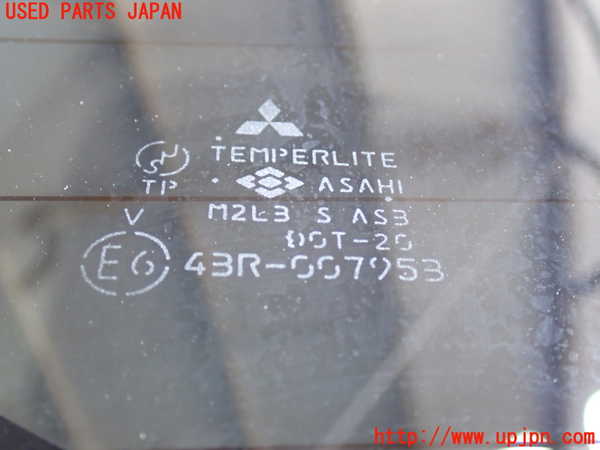 USED PARTS JAPAN
TEMPERLITE
TP • ASAHI
V M2L3 S AS3
DOT-20
E6 43R-007953
http://www.upjpn.com